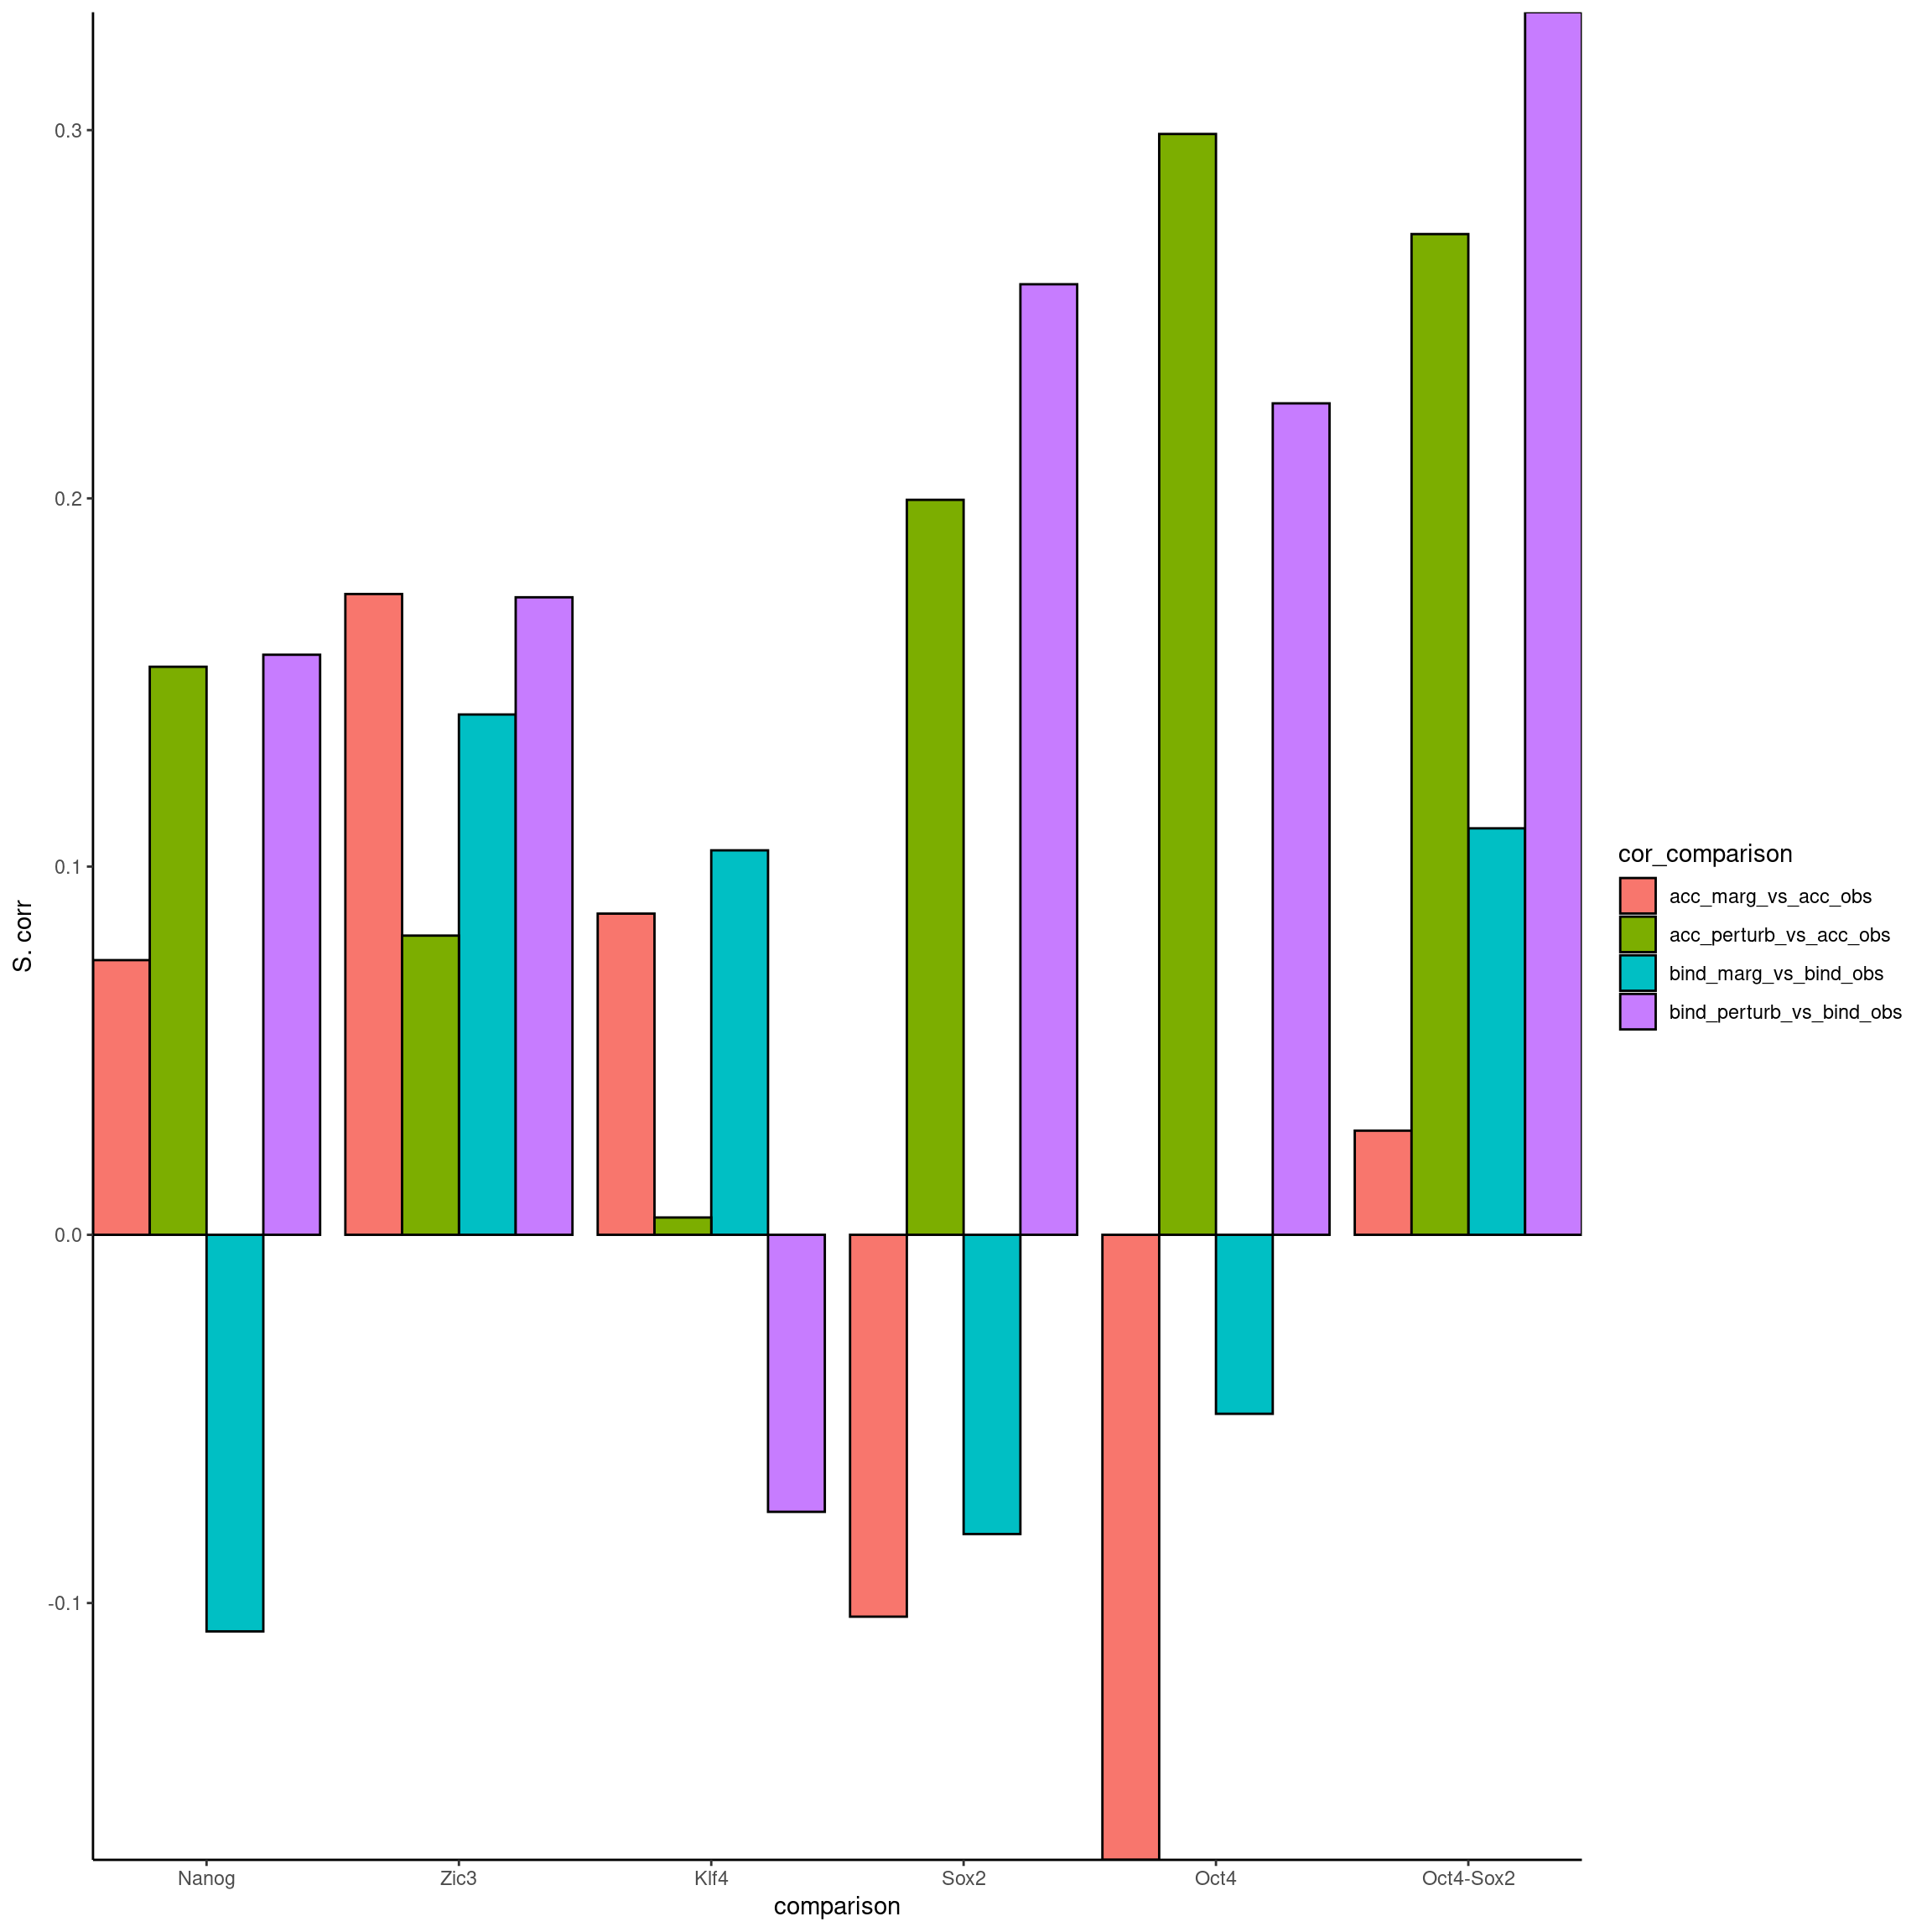 S. corr
0.3
0.2
0.1
0.0
-0.1
Nanog
Zic3
Klf4
Sox2
Oct4
Oct4-Sox2
comparison
cor_comparison
acc_marg_vs_acc_obs
acc_perturb_vs_acc_obs
bind_marg_vs_bind_obs
bind_perturb_vs_bind_obs